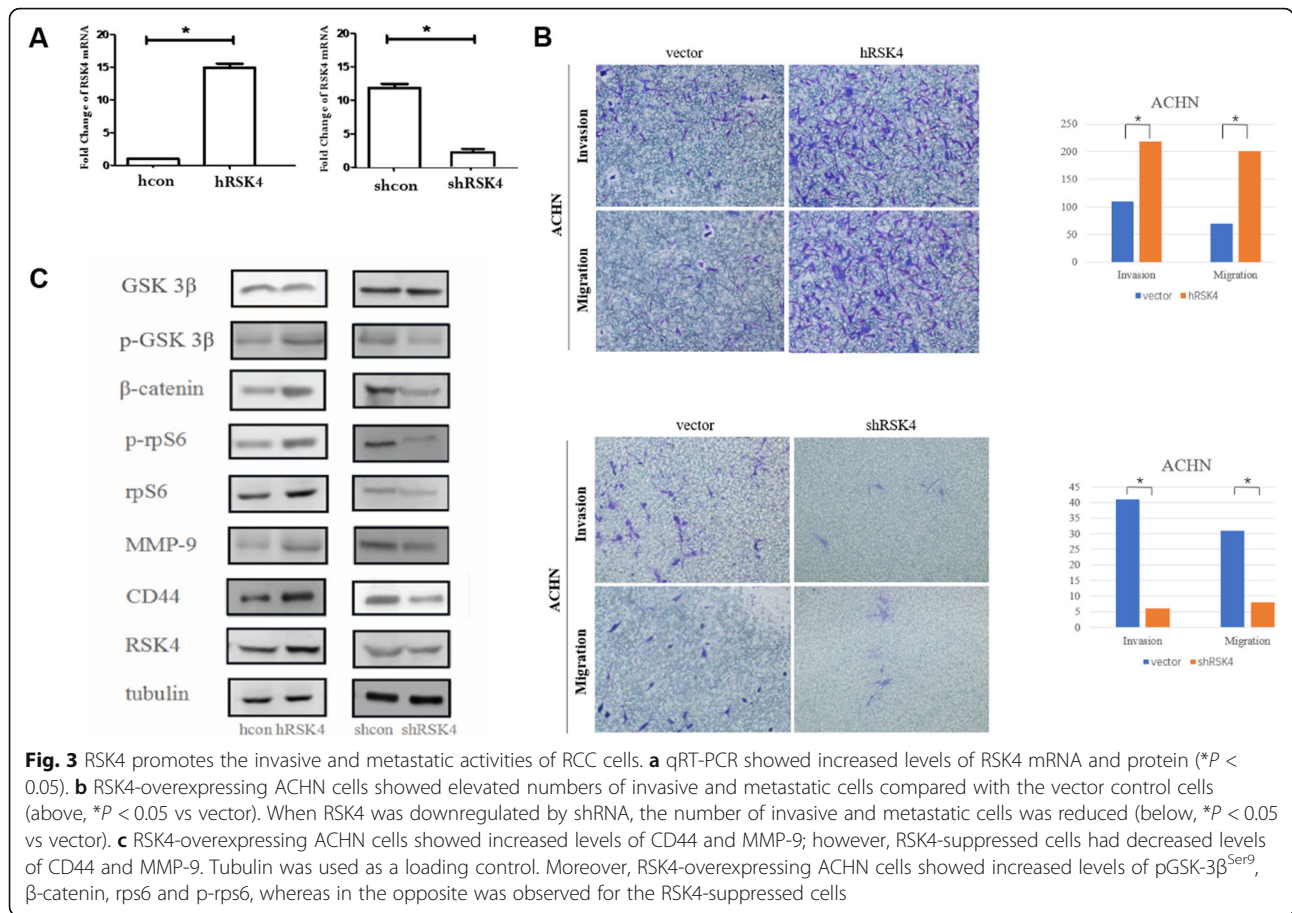 A
Fold Change of RSK4 mRNA
20
15
10
5
0
*
hcon
hRSK4
Fold Change of RSK4 mRNA
20
15
10
5
0
*
shcon
shRSK4
B
vector
hRSK4
ACHN
Invasion
Migration
ACHN
250
200
150
100
50
0
*
*
Invasion
Migration
vector
hRSK4
vector
shRSK4
ACHN
Invasion
Migration
ACHN
45
40
35
30
25
20
15
10
5
0
*
*
Invasion
Migration
vector
shRSK4
C
GSK 3β
p-GSK 3β
β-catenin
p-rpS6
rpS6
MMP-9
CD44
RSK4
tubulin
hcon hRSK4
shcon shRSK4
Fig. 3 RSK4 promotes the invasive and metastatic activities of RCC cells. a qRT-PCR showed increased levels of RSK4 mRNA and protein (*P <
0.05). b RSK4-overexpressing ACHN cells showed elevated numbers of invasive and metastatic cells compared with the vector control cells
(above, *P < 0.05 vs vector). When RSK4 was downregulated by shRNA, the number of invasive and metastatic cells was reduced (below, *P < 0.05
vs vector). c RSK4-overexpressing ACHN cells showed increased levels of CD44 and MMP-9; however, RSK4-suppressed cells had decreased levels
of CD44 and MMP-9. Tubulin was used as a loading control. Moreover, RSK4-overexpressing ACHN cells showed increased levels of pGSK-3βSer9,
β-catenin, rps6 and p-rps6, whereas in the opposite was observed for the RSK4-suppressed cells